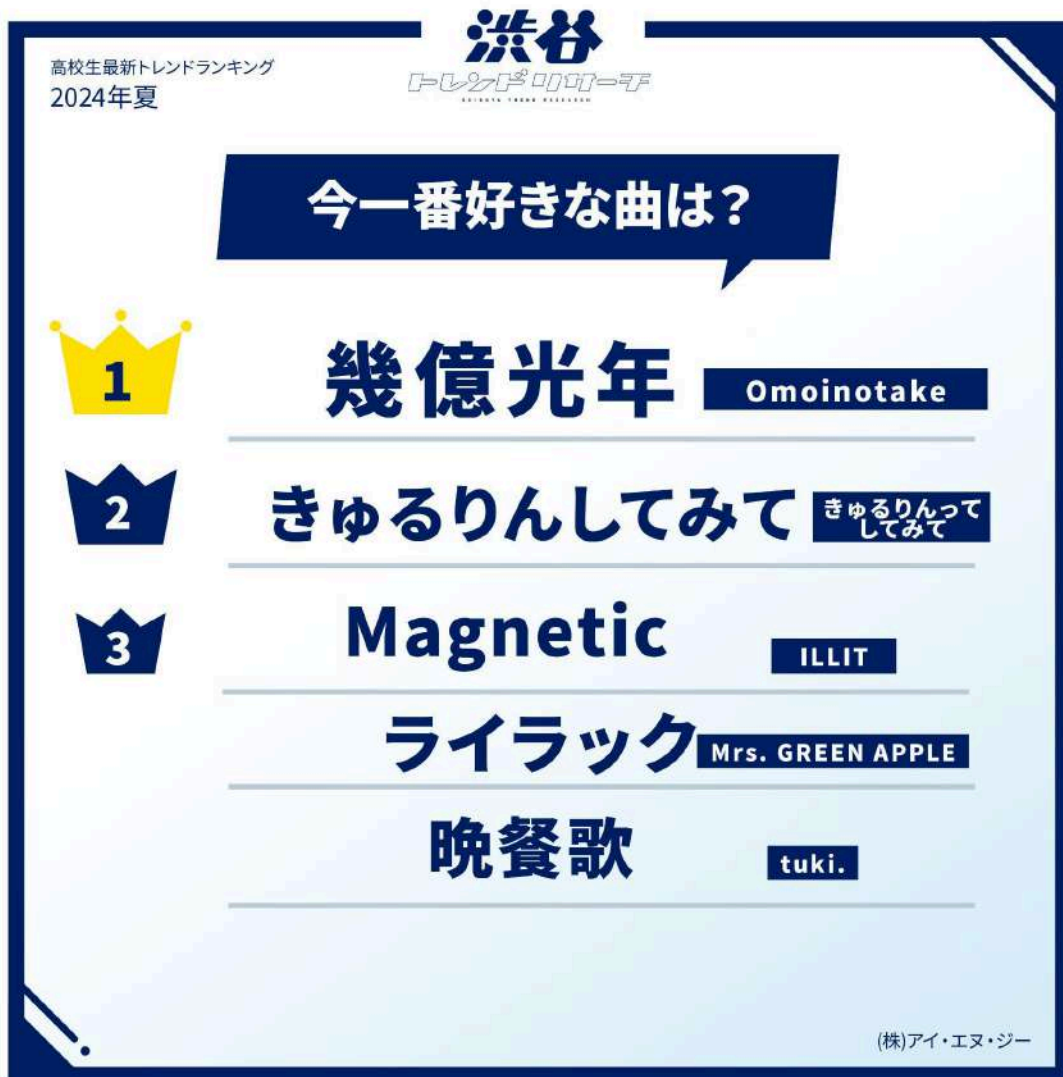 高校生最新トレンドランキング
2024年夏
渋谷
トレンドリサーチ
SHIBUYA TREND RESEARCH
今一番好きな曲は？
1
幾億光年
Omoinotake
2
きゅるりんしてみて
きゅるりんって
してみて
3
Magnetic
ILLIT
ライラック
Mrs. GREEN APPLE
晩餐歌
tuki.
(株)アイ・エヌ・ジー